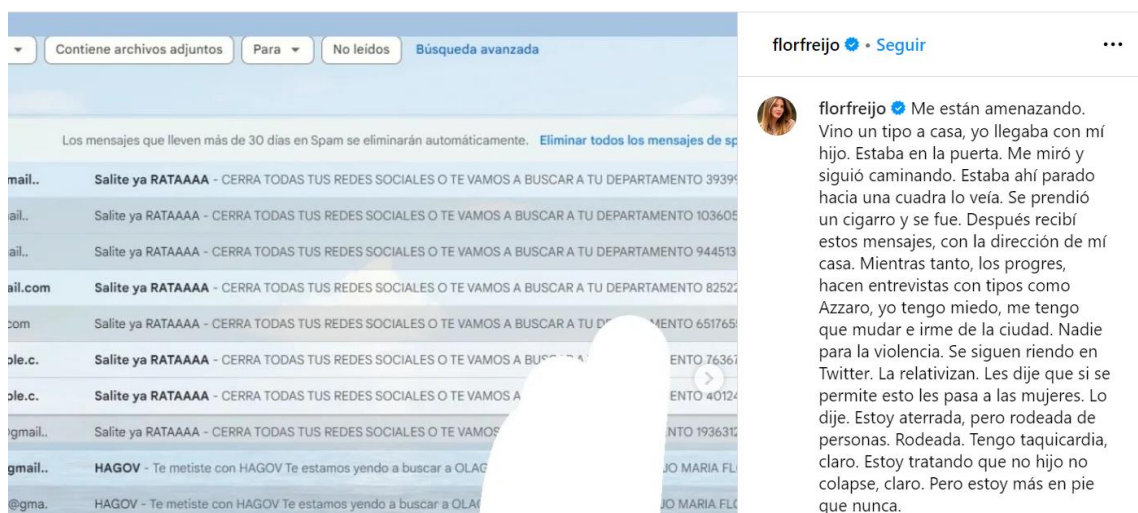 Contiene archivos adjuntos
Para
No leídos
Búsqueda avanzada
Los mensajes que lleven más de 30 días en Spam se eliminarán automáticamente. Eliminar todos los mensajes de sp
mail.. Salite ya RATAAAA - CERRA TODAS TUS REDES SOCIALES O TE VAMOS A BUSCAR A TU DEPARTAMENTO 39399
ail.. Salite ya RATAAAA - CERRA TODAS TUS REDES SOCIALES O TE VAMOS A BUSCAR A TU DEPARTAMENTO 103605
ail.. Salite ya RATAAAA - CERRA TODAS TUS REDES SOCIALES O TE VAMOS A BUSCAR A TU DEPARTAMENTO 944513
ail.com Salite ya RATAAAA - CERRA TODAS TUS REDES SOCIALES O TE VAMOS A BUSCAR A TU DEPARTAMENTO 82522
com Salite ya RATAAAA - CERRA TODAS TUS REDES SOCIALES O TE VAMOS A BUSCAR A TU MENTO 651765
ple.c. Salite ya RATAAAA - CERRA TODAS TUS REDES SOCIALES O TE VAMOS A ENTO 76367
ple.c. Salite ya RATAAAA - CERRA TODAS TUS REDES SOCIALES O TE VAMOS A ENTO 40124
gmail.. Salite ya RATAAAA - CERRA TODAS TUS REDES SOCIALES O TE VAMOS NTO 1936312
gmail.. HAGOV - Te metiste con HAGOV Te estamos yendo a buscar a OLAG JO MARIA FL
@gma. HAGOV - Te metiste con HAGOV Te estamos yendo a buscar a OLA JO MARIA FLO
florfreijo • Seguir
florfreijo Me están amenazando.
Vino un tipo a casa, yo llegaba con mí
hijo. Estaba en la puerta. Me miró y
siguió caminando. Estaba ahí parado
hacia una cuadra lo veía. Se prendió
un cigarro y se fue. Después recibí
estos mensajes, con la dirección de mí
casa. Mientras tanto, los progres,
hacen entrevistas con tipos como
Azzaro, yo tengo miedo, me tengo
que mudar e irme de la ciudad. Nadie
para la violencia. Se siguen riendo en
Twitter. La relativizan. Les dije que si se
permite esto les pasa a las mujeres. Lo
dije. Estoy aterrada, pero rodeada de
personas. Rodeada. Tengo taquicardia,
claro. Estoy tratando que no hijo no
colapse, claro. Pero estoy más en pie
que nunca.